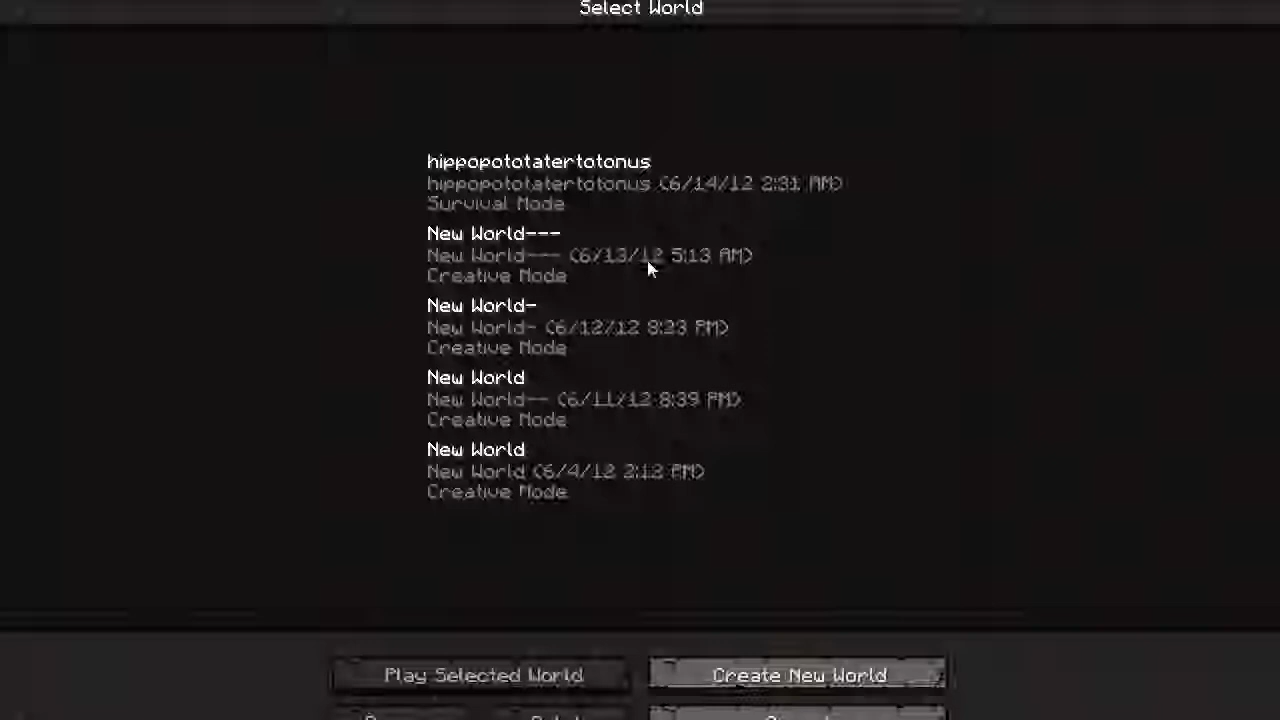 Select World
hippopototatertotonus
hippopototatertotonus (6/14/12 2:31 AM)
Survival Mode
New World---
New World--- (6/13/12 5:13 AM)
Creative Mode
New World-
New World- (6/12/12 8:23 PM)
Creative Mode
New World
New World-- (6/11/12 8:39 PM)
Creative Mode
New World
New World (6/4/12 2:12 PM)
Creative Mode
Play Selected World
Create New World